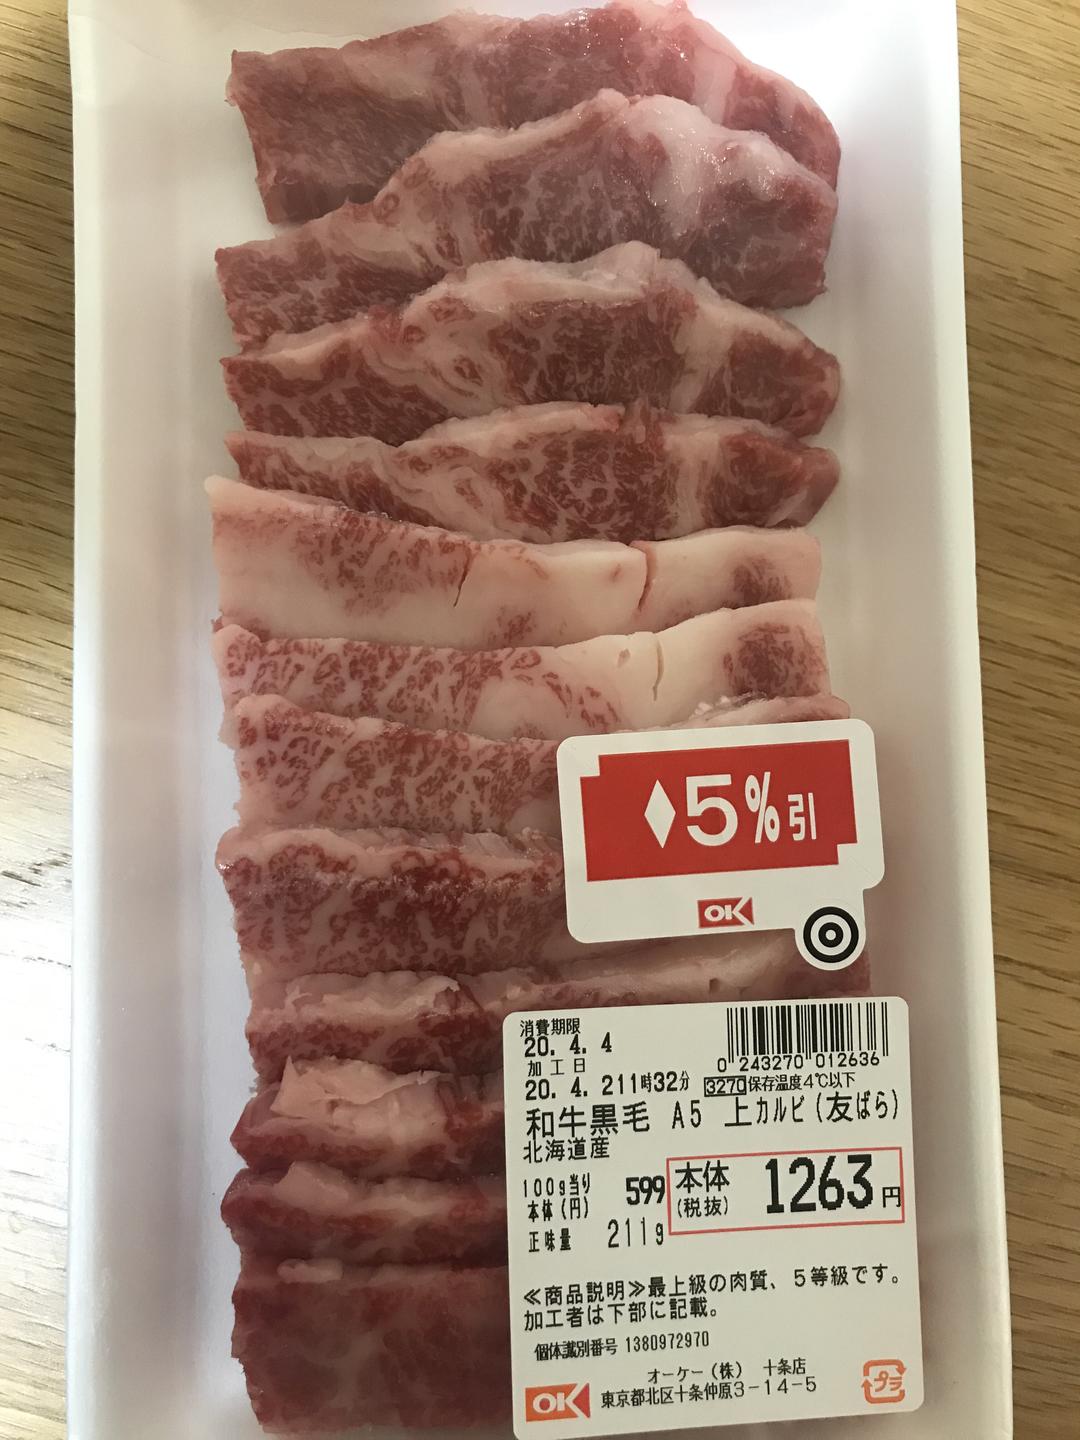 ♦5%引
OK
消費期限
20. 4. 4
加工日
20. 4. 211時32分
0 243270 012636
3270 保存温度4℃以下
和牛黒毛 A5 上カルビ(友ばら)
北海道産
100g当り
本体(円) 599
本体
(税抜) 1263円
正味量 211g
≪商品説明≫最上級の肉質、5等級です。
加工者は下部に記載。
個体識別番号 1380972970
オーケー(株) 十条店
OK 東京都北区十条仲原3-14-5
プラ